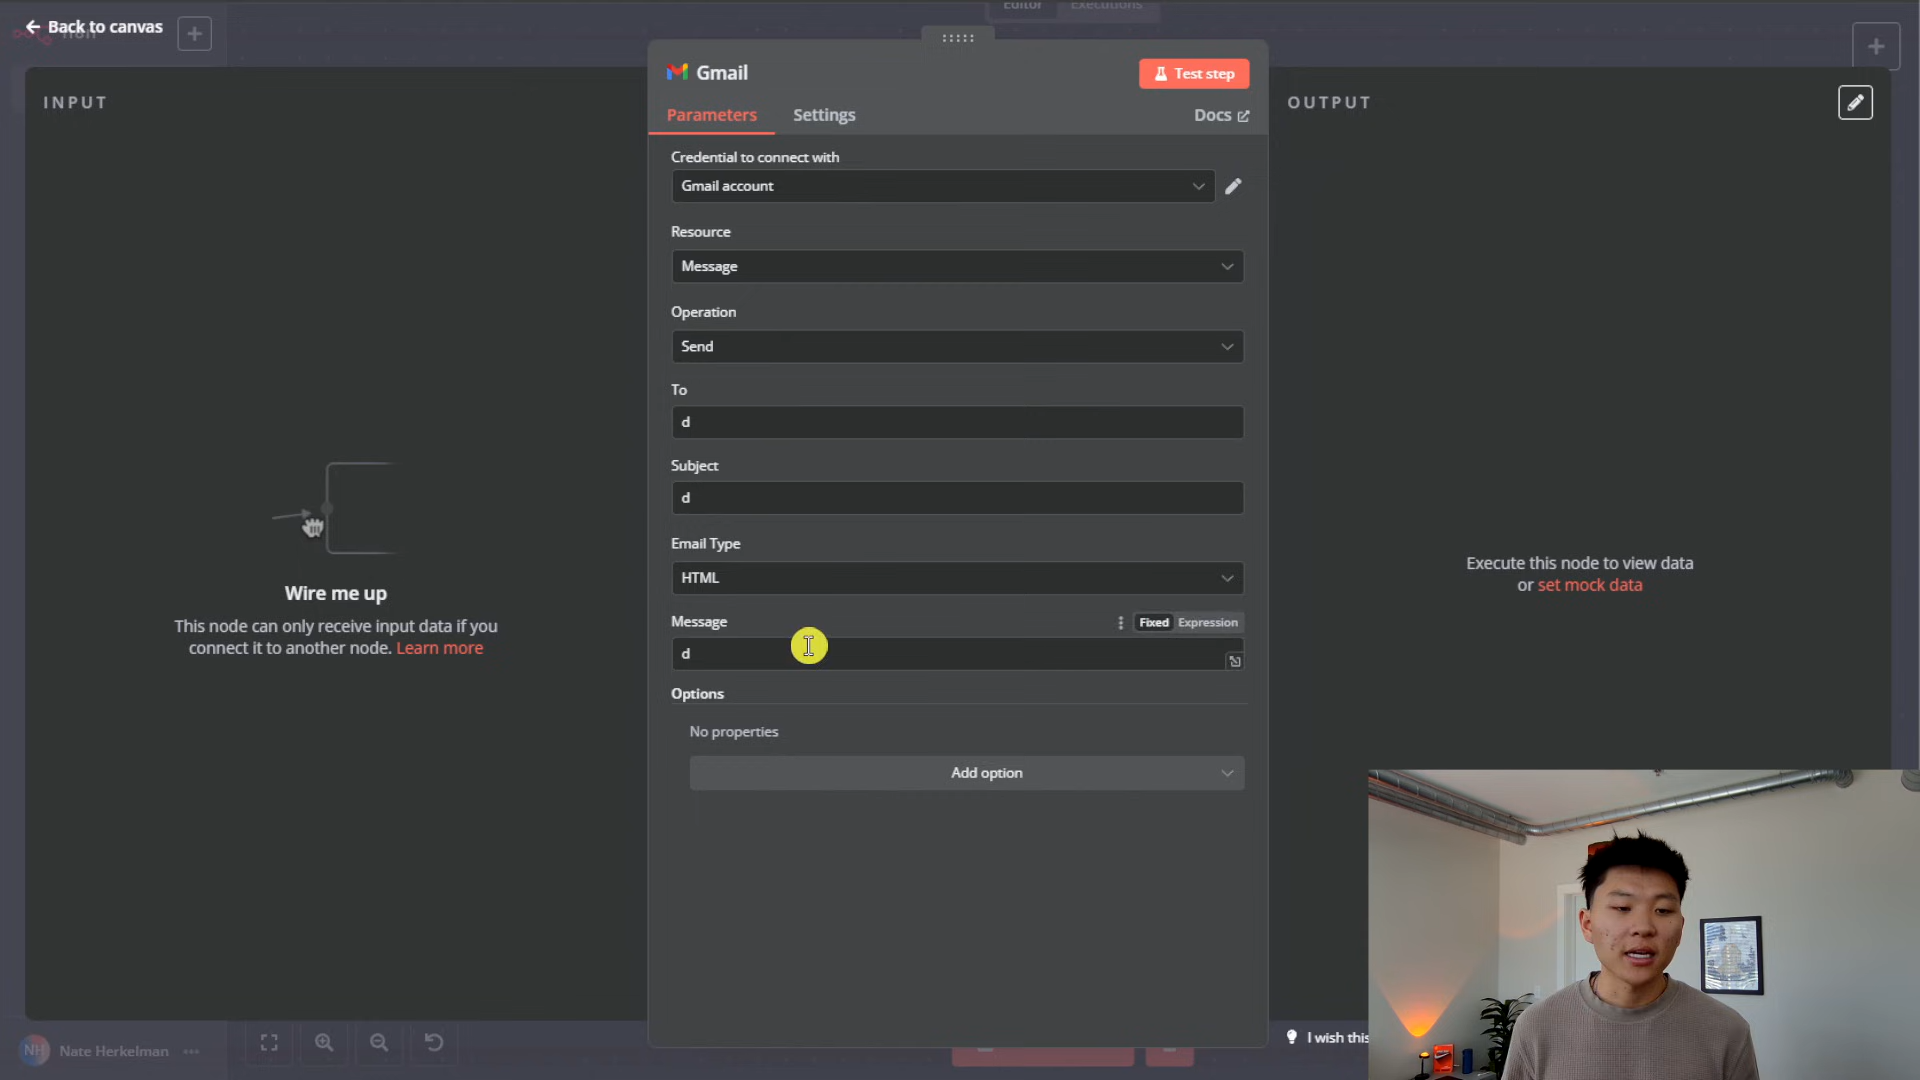 Editor
Executions
Back to canvas
INPUT
Wire me up
This node can only receive input data if you
connect it to another node. Learn more
Gmail
Test step
Parameters
Settings
Docs
Credential to connect with
Gmail account
Resource
Message
Operation
Send
To
d
Subject
d
Email Type
HTML
Message
Fixed
Expression
d
Options
No properties
Add option
OUTPUT
Execute this node to view data
or set mock data
NH
Nate Herkelman
I wish this